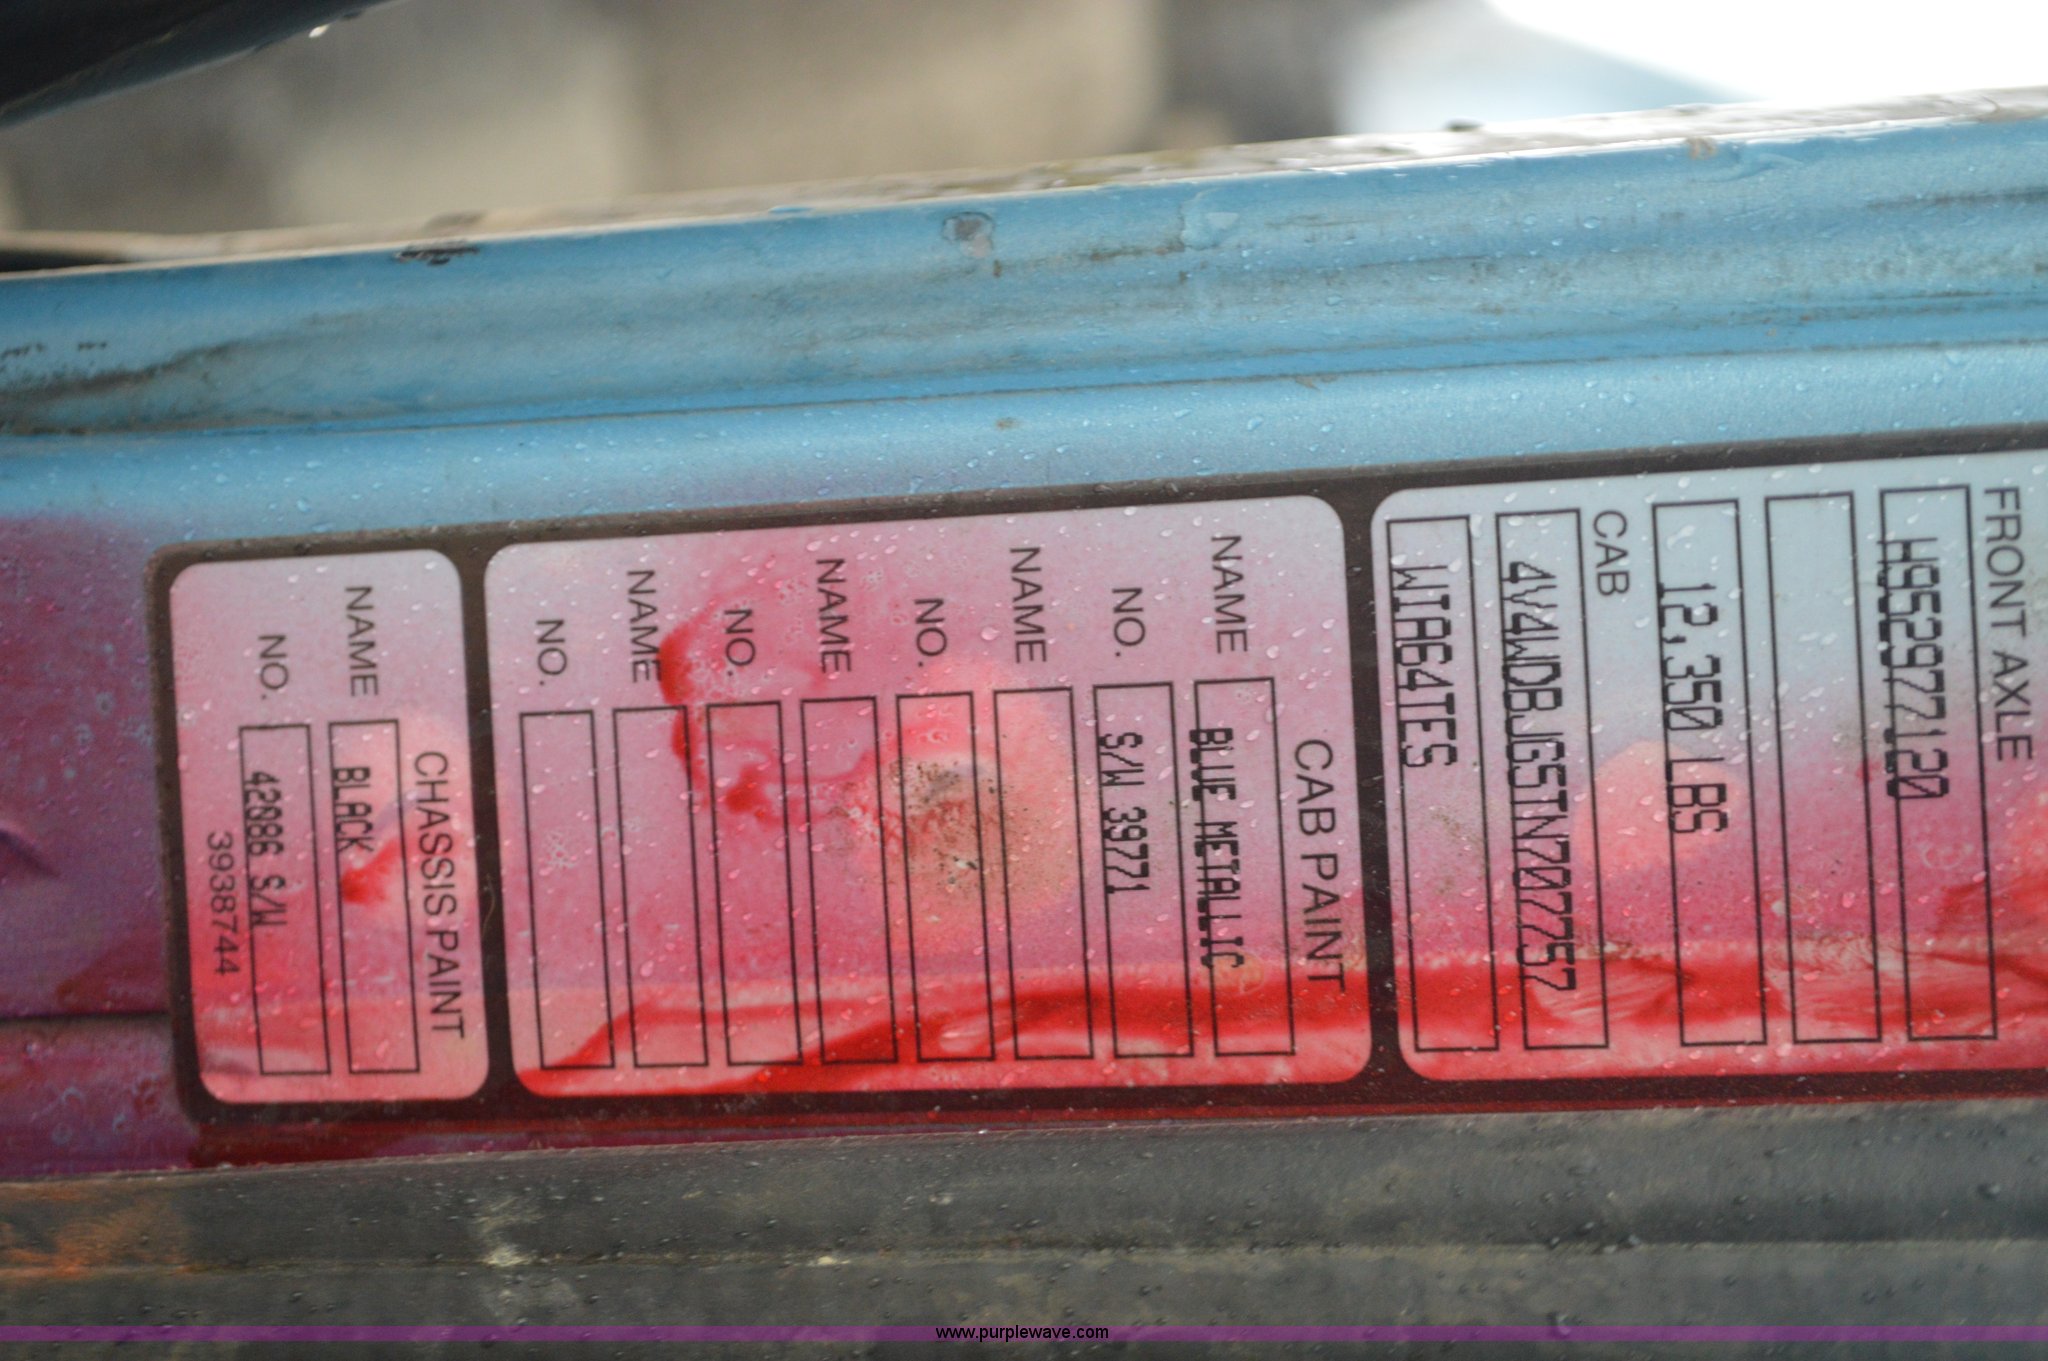 FRONT AXLE
HS52977120
12,350 LBS
CAB
4V4WDBJG5TN707757
WIA64TES
CAB PAINT
NAME BLUE METALLIC
NO. S/W 39771
NAME
NO.
NAME
NO.
NAME
NO.
CHASSIS PAINT
NAME BLACK
NO. 42086 S/W
3938744
www.purplewave.com